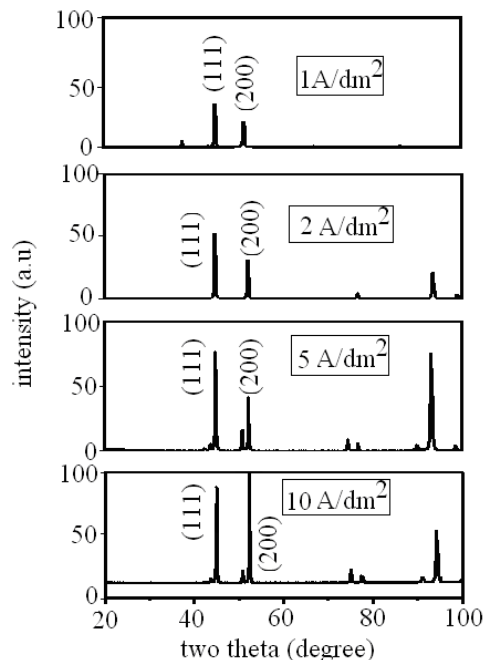 100
50
0
(111)
(200)
1A/dm²
100
50
0
(111)
(200)
2 A/dm²
intensity (a.u)
100
50
0
(111)
(200)
5 A/dm²
100
50
0
(111)
(200)
10 A/dm²
20 40 60 80 100
two theta (degree)